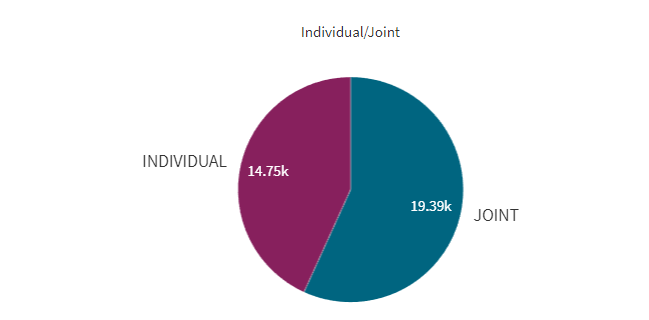 Individual/Joint
INDIVIDUAL
14.75k
19.39k
JOINT